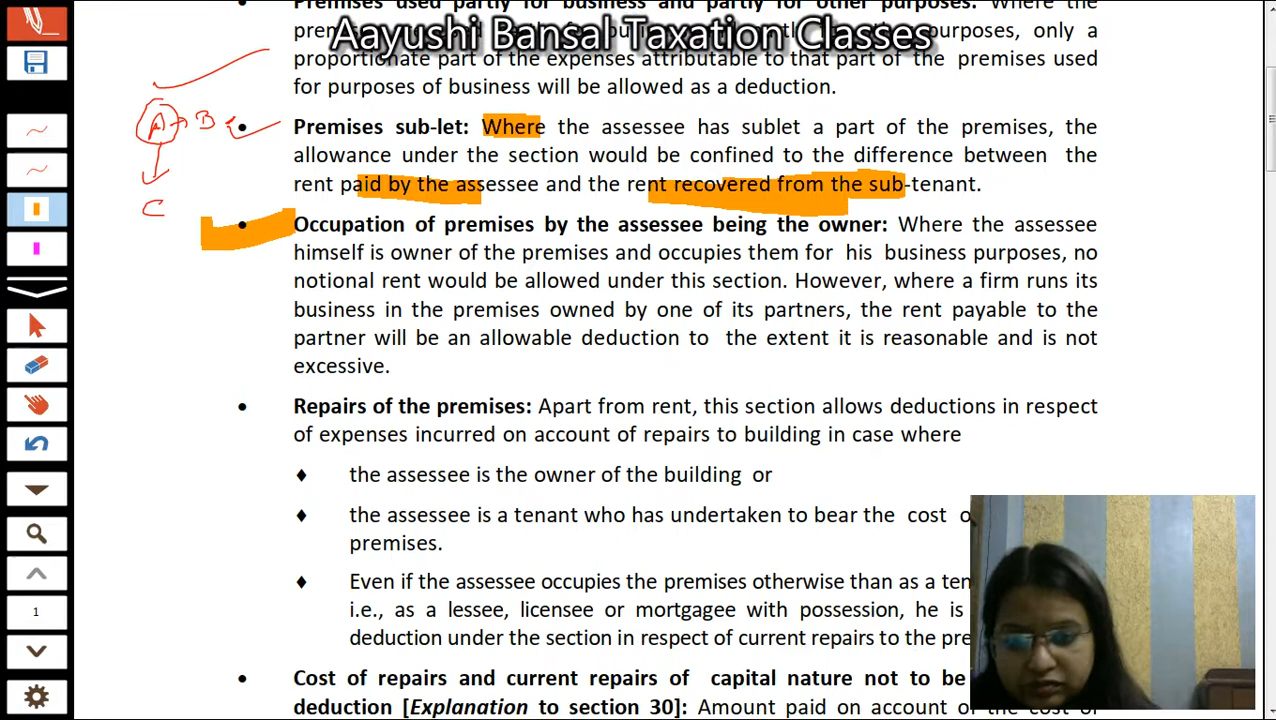 Premises used partly for business and partly for other purposes: Where the
Aayushi Bansal Taxation Classes
purposes, only a
proportionate part of the expenses attributable to that part of the premises used
for purposes of business will be allowed as a deduction.
A → B
C
• Premises sub-let: Where the assessee has sublet a part of the premises, the
allowance under the section would be confined to the difference between the
rent paid by the assessee and the rent recovered from the sub-tenant.
• Occupation of premises by the assessee being the owner: Where the assessee
himself is owner of the premises and occupies them for his business purposes, no
notional rent would be allowed under this section. However, where a firm runs its
business in the premises owned by one of its partners, the rent payable to the
partner will be an allowable deduction to the extent it is reasonable and is not
excessive.
• Repairs of the premises: Apart from rent, this section allows deductions in respect
of expenses incurred on account of repairs to building in case where
♦ the assessee is the owner of the building or
♦ the assessee is a tenant who has undertaken to bear the cost
premises.
♦ Even if the assessee occupies the premises otherwise than as a
i.e., as a lessee, licensee or mortgagee with possession, he is
deduction under the section in respect of current repairs to the
• Cost of repairs and current repairs of capital nature not to be
deduction [Explanation to section 30]: Amount paid on account
1